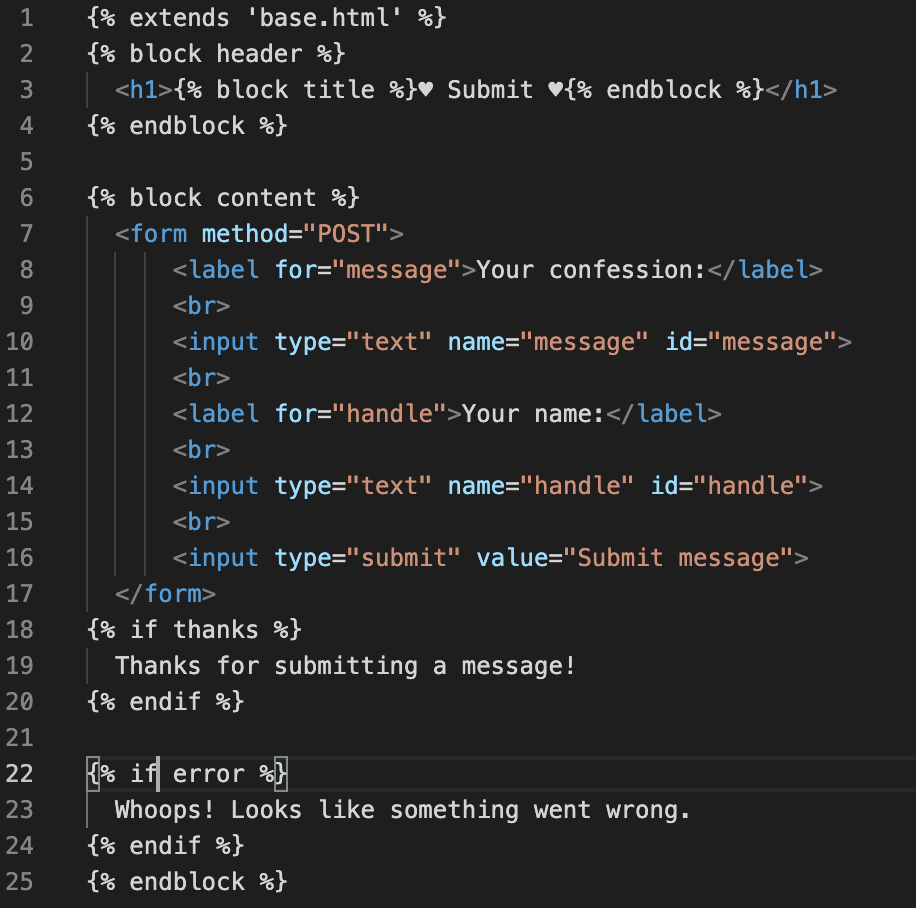 1 {% extends 'base.html' %}
2 {% block header %}
3   <h1>{% block title %}♥ Submit ♥{% endblock %}</h1>
4 {% endblock %}
5
6 {% block content %}
7   <form method="POST">
8       <label for="message">Your confession:</label>
9       <br>
10       <input type="text" name="message" id="message">
11       <br>
12       <label for="handle">Your name:</label>
13       <br>
14       <input type="text" name="handle" id="handle">
15       <br>
16       <input type="submit" value="Submit message">
17   </form>
18 {% if thanks %}
19   Thanks for submitting a message!
20 {% endif %}
21
22 {% if error %}
23   Whoops! Looks like something went wrong.
24 {% endif %}
25 {% endblock %}